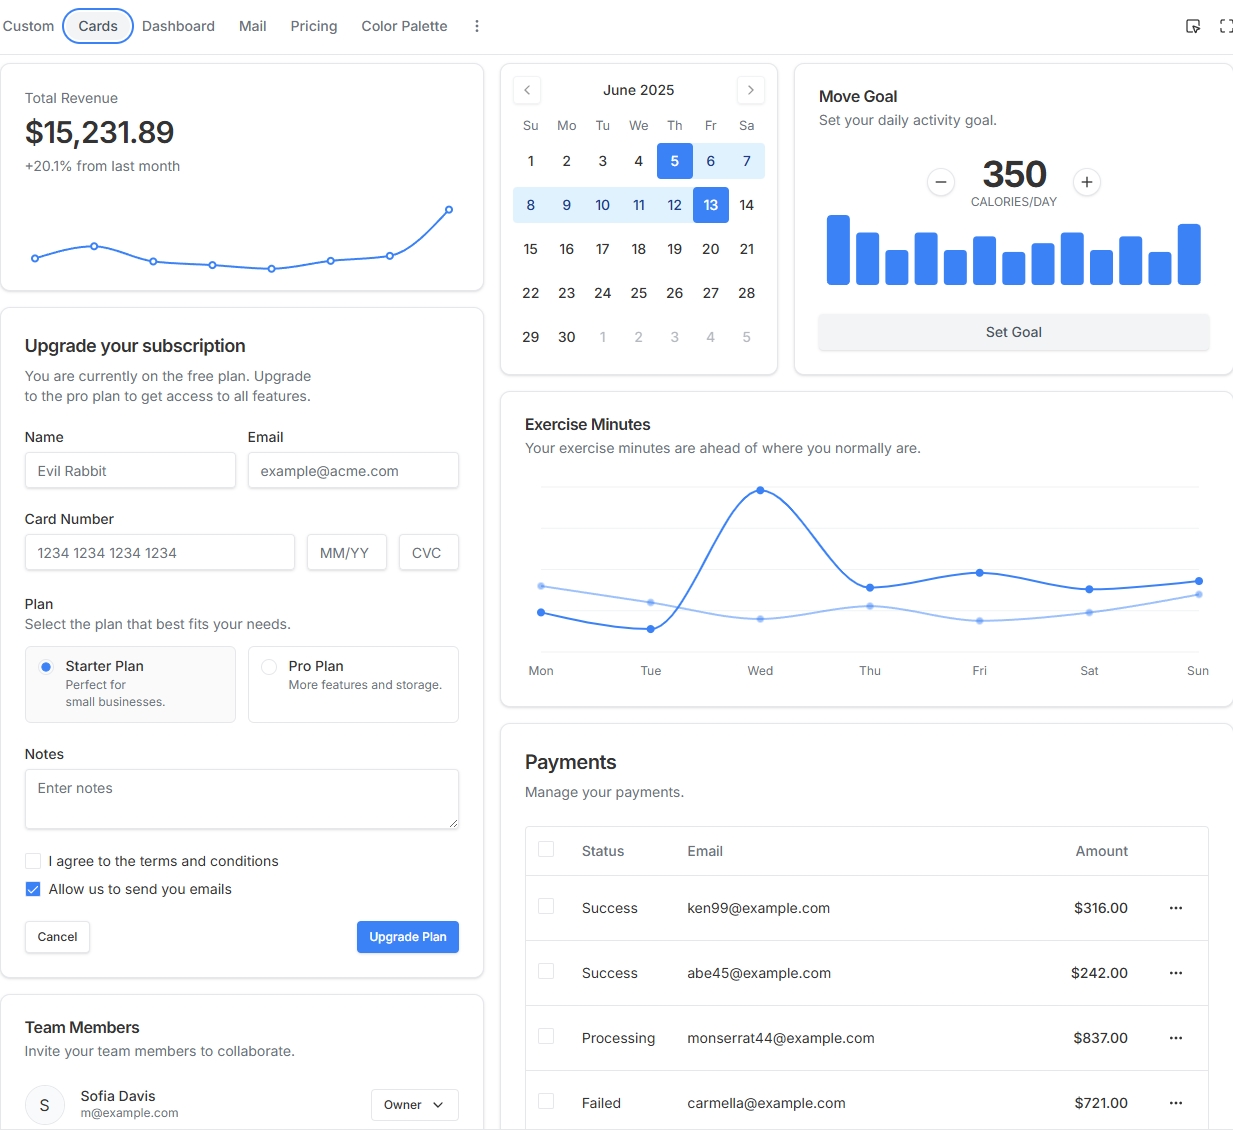 Custom
Cards
Dashboard
Mail
Pricing
Color Palette
Total Revenue
$15,231.89
+20.1% from last month
Upgrade your subscription
You are currently on the free plan. Upgrade
to the pro plan to get access to all features.
Name
Email
Evil Rabbit
example@acme.com
Card Number
1234 1234 1234 1234
MM/YY
CVC
Plan
Select the plan that best fits your needs.
Starter Plan
Perfect for
small businesses.
Pro Plan
More features and storage.
Notes
Enter notes
I agree to the terms and conditions
Allow us to send you emails
Cancel
Upgrade Plan
Team Members
Invite your team members to collaborate.
S
Sofia Davis
m@example.com
Owner
June 2025
Su Mo Tu We Th Fr Sa
1 2 3 4 5 6 7
8 9 10 11 12 13 14
15 16 17 18 19 20 21
22 23 24 25 26 27 28
29 30 1 2 3 4 5
Move Goal
Set your daily activity goal.
350
CALORIES/DAY
Set Goal
Exercise Minutes
Your exercise minutes are ahead of where you normally are.
Mon Tue Wed Thu Fri Sat Sun
Payments
Manage your payments.
Status Email Amount
Success ken99@example.com $316.00
Success abe45@example.com $242.00
Processing monserrat44@example.com $837.00
Failed carmella@example.com $721.00